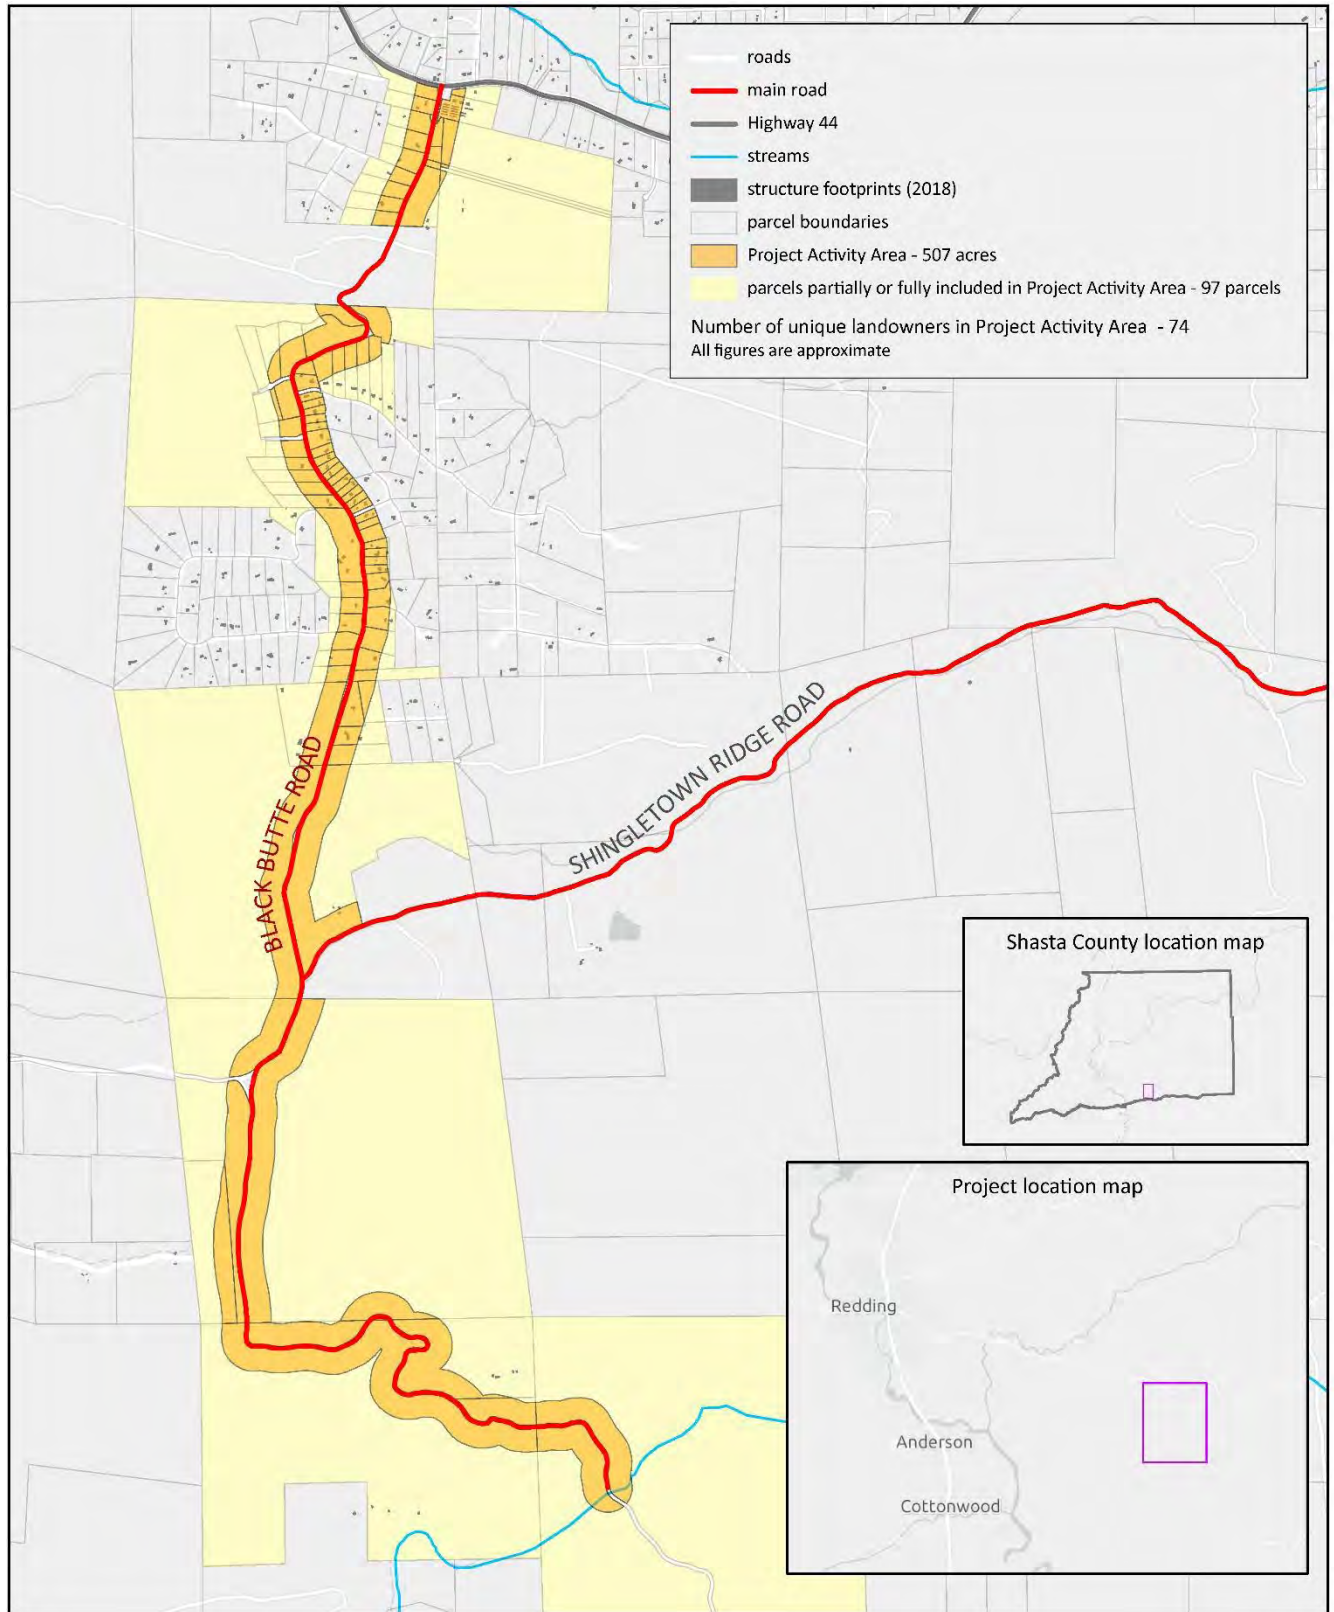 roads
main road
Highway 44
streams
structure footprints (2018)
parcel boundaries
Project Activity Area - 507 acres
parcels partially or fully included in Project Activity Area - 97 parcels
Number of unique landowners in Project Activity Area - 74
All figures are approximate
BLACK BUTTE ROAD
SHINGLETOWN RIDGE ROAD
Shasta County location map
Project location map
Redding
Anderson
Cottonwood